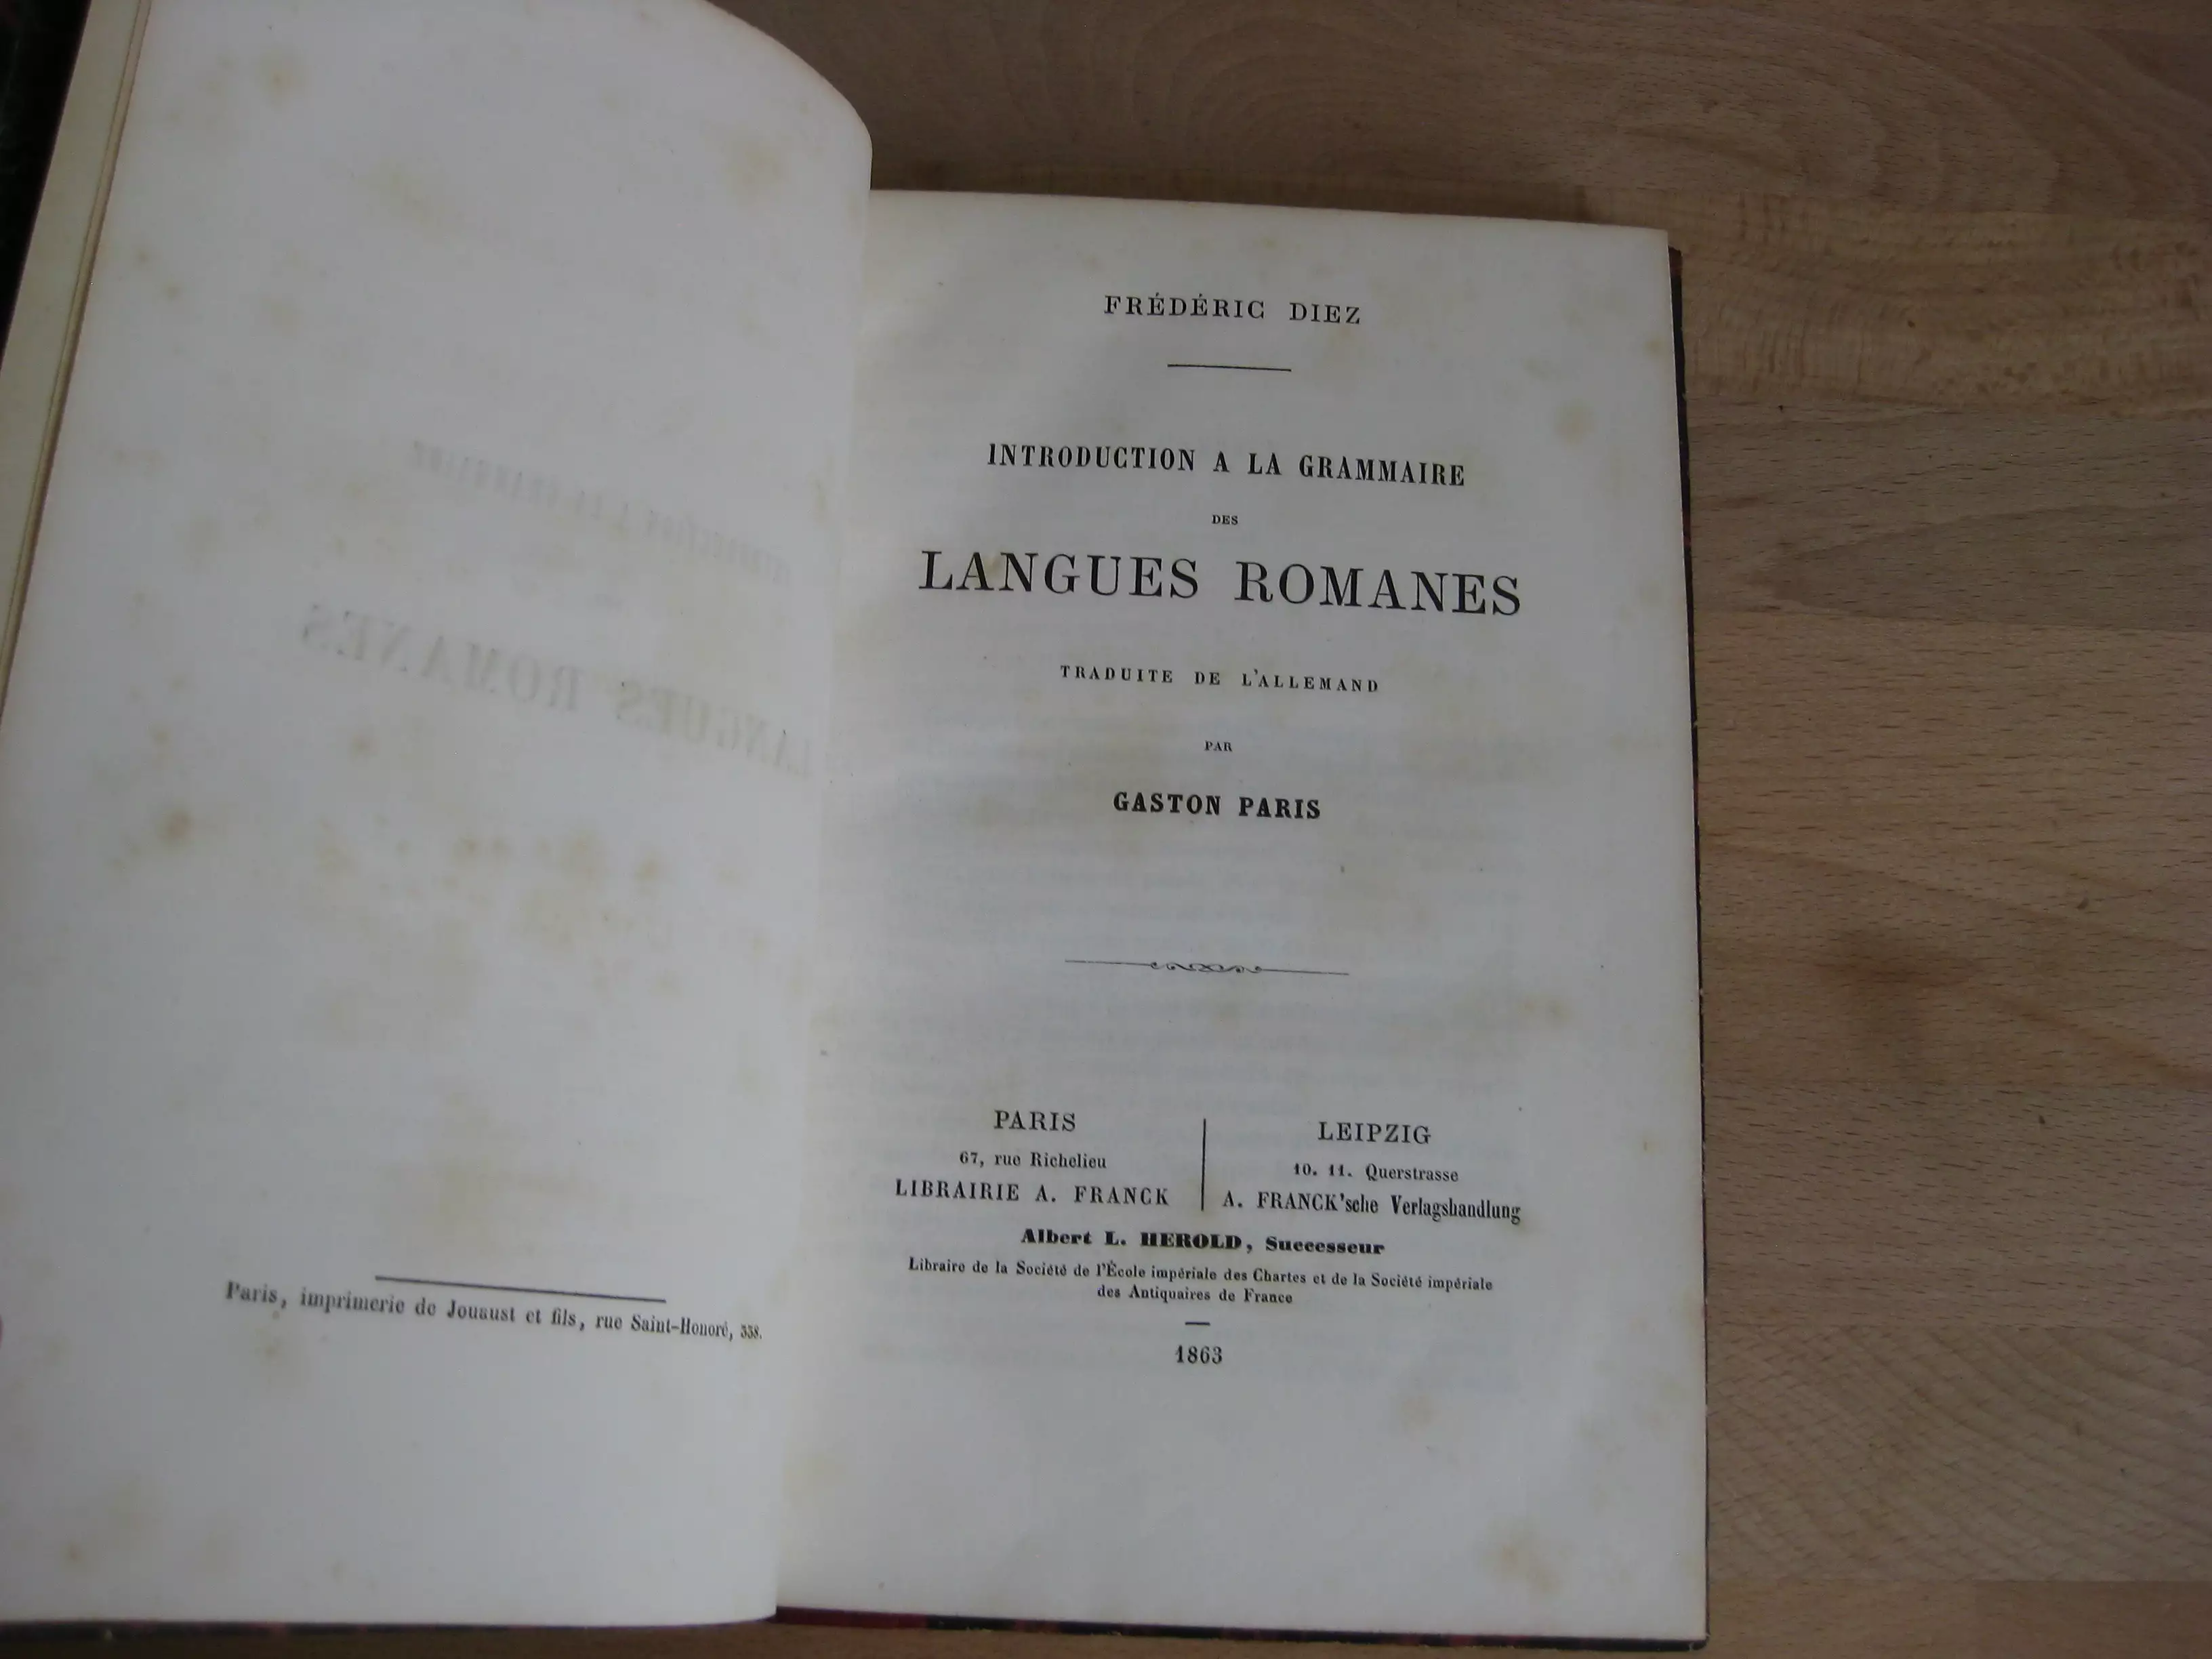 Paris, imprimerie de Jouaust et fils, rue Saint-Honoré, 338.
FRÉDÉRIC DIEZ
INTRODUCTION A LA GRAMMAIRE
DES
LANGUES ROMANES
TRADUITE DE L'ALLEMAND
PAR
GASTON PARIS
PARIS
67, rue Richelieu
LIBRAIRIE A. FRANCK
LEIPZIG
10. 11. Querstrasse
A. FRANCK'sche Verlagshandlung
Albert L. HEROLD, Successeur
Libraire de la Société de l'École impériale des Chartes et de la Société impériale
des Antiquaires de France
1863